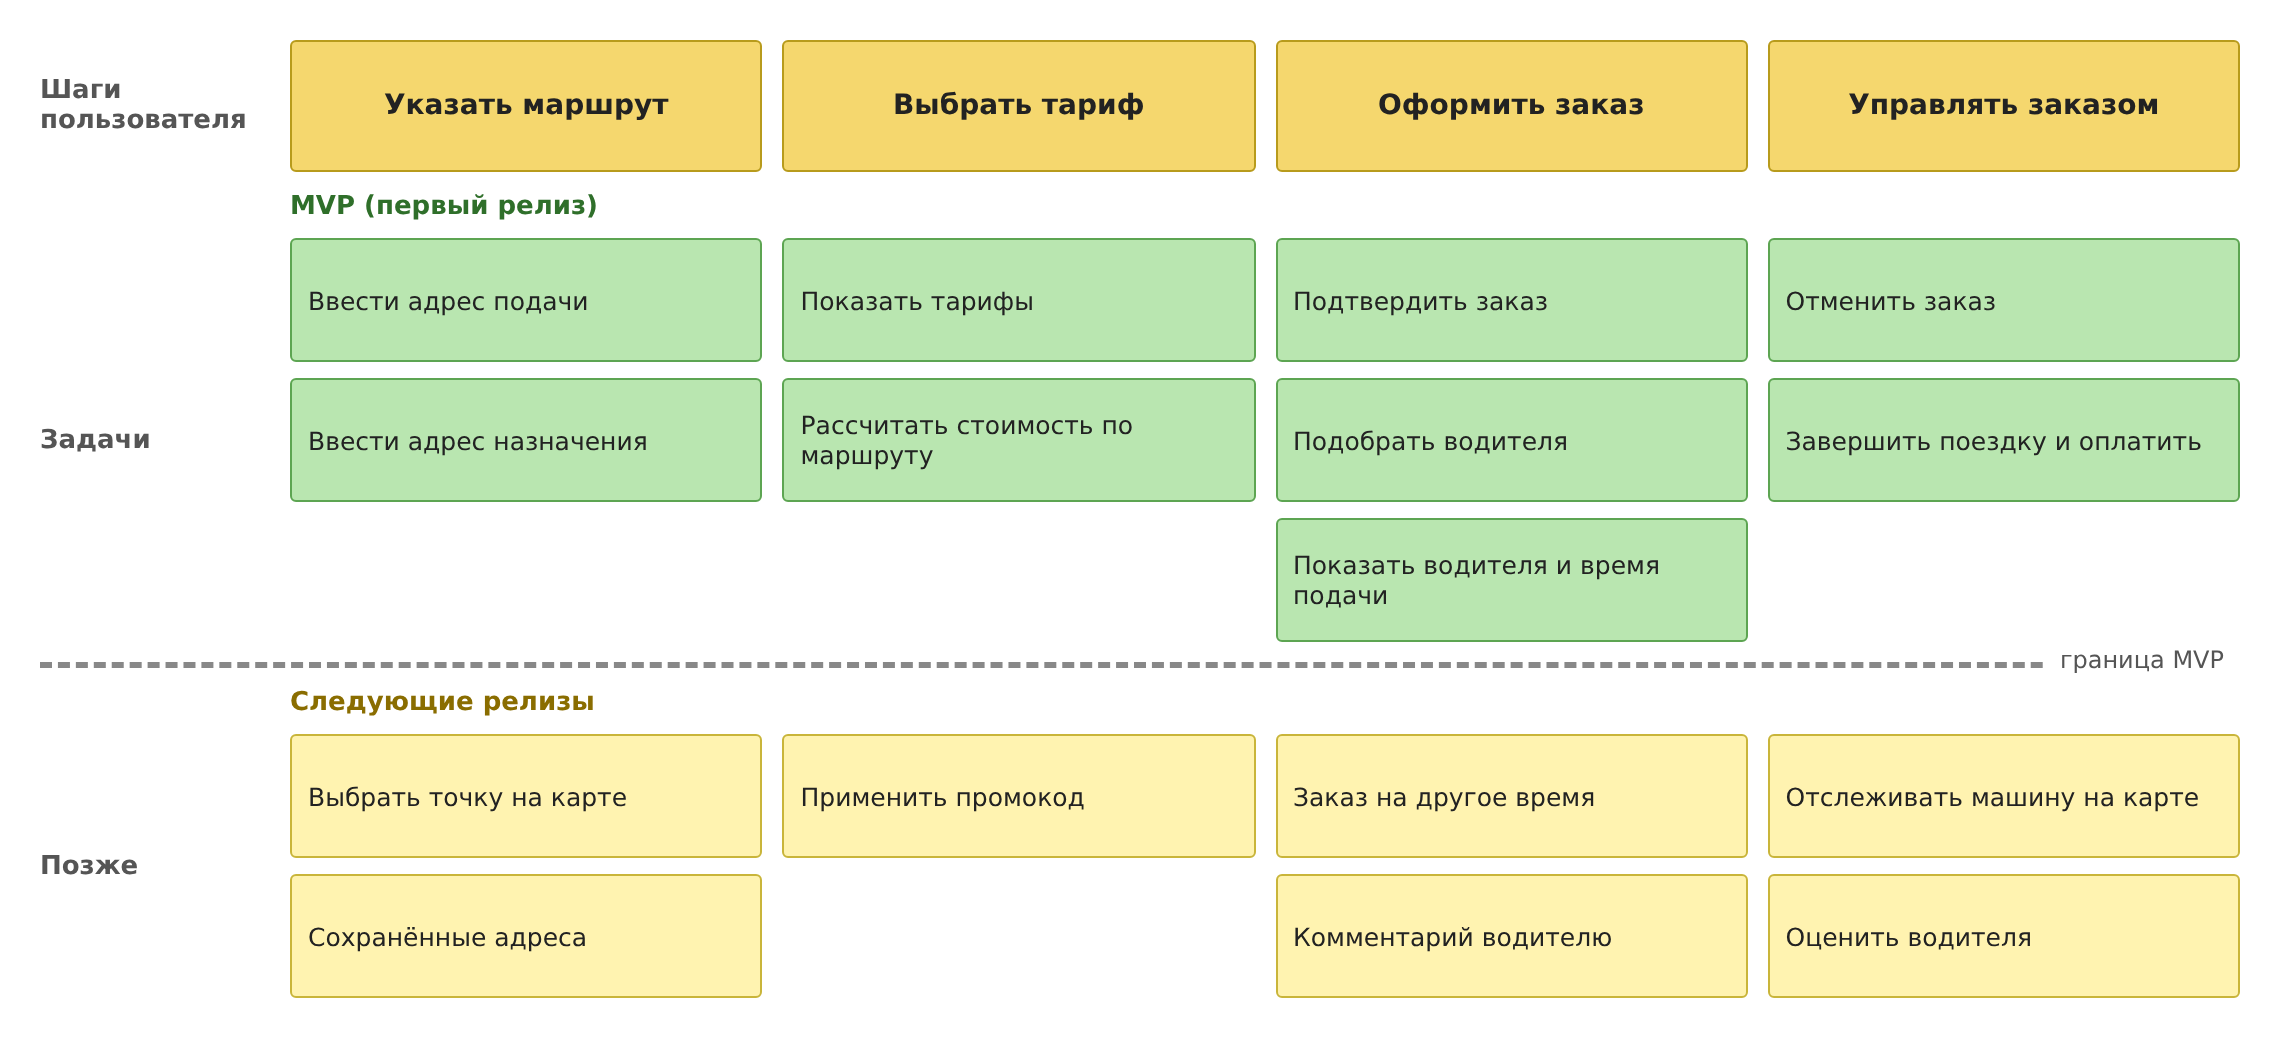 Шаги
пользователя
Указать маршрут
Выбрать тариф
Оформить заказ
Управлять заказом
MVP (первый релиз)
Ввести адрес подачи
Показать тарифы
Подтвердить заказ
Отменить заказ
Задачи
Ввести адрес назначения
Рассчитать стоимость по
маршруту
Подобрать водителя
Завершить поездку и оплатить
Показать водителя и время
подачи
граница MVP
Следующие релизы
Выбрать точку на карте
Применить промокод
Заказ на другое время
Отслеживать машину на карте
Позже
Сохранённые адреса
Комментарий водителю
Оценить водителя